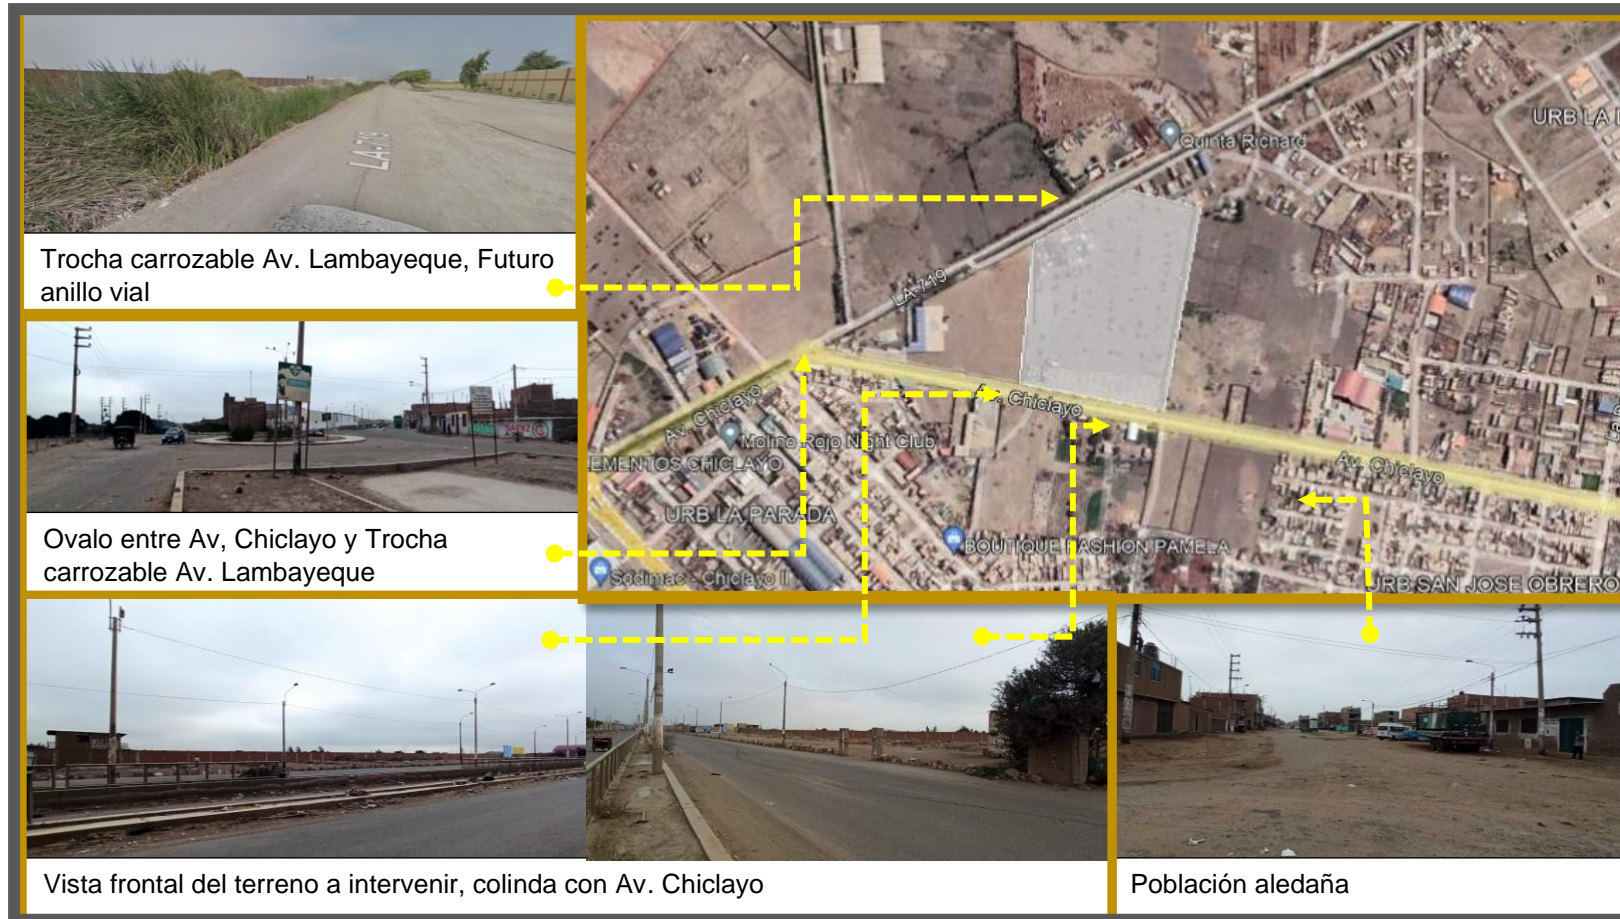 LA-719
Trocha carrozable Av. Lambayeque, Futuro
anillo vial
Ovalo entre Av, Chiclayo y Trocha
carrozable Av. Lambayeque
Quinta Richard
URB LA
LA-719
Av. Chiclayo
Av. Chiclayo
Av. Chiclayo
Molino Rojo Night Club
EMENTOS CHICLAYO
URB LA PARADA
BOUTIQUE FASHION PAMELA
Sodimac - Chiclayo II
URB SAN JOSE OBRERO
Vista frontal del terreno a intervenir, colinda con Av. Chiclayo
Población aledaña